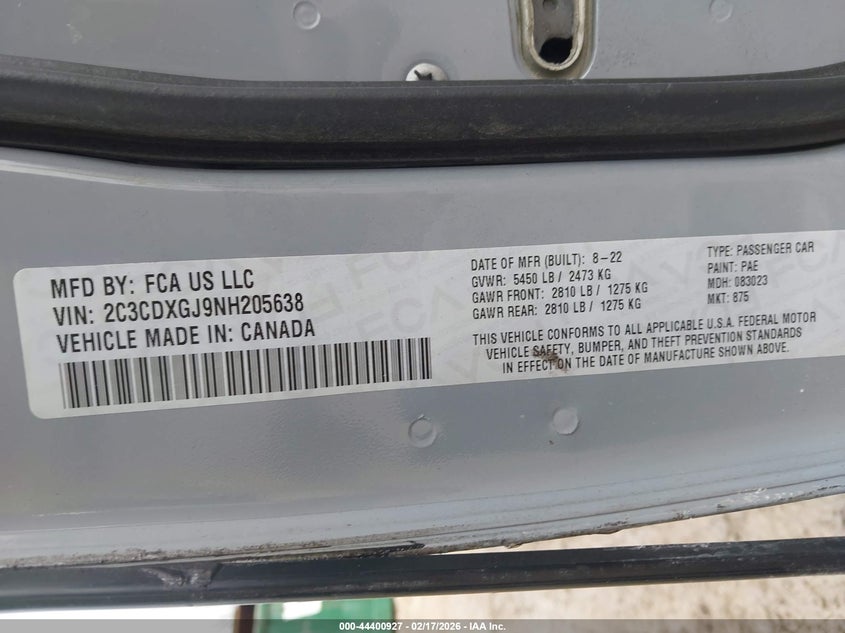 MFD BY: FCA US LLC
VIN: 2C3CDXGJ9NH205638
VEHICLE MADE IN: CANADA
DATE OF MFR (BUILT): 8-22
GVWR: 5450 LB / 2473 KG
GAWR FRONT: 2810 LB / 1275 KG
GAWR REAR: 2810 LB / 1275 KG
TYPE: PASSENGER CAR
PAINT: PAE
MDH: 083023
MKT: 875
THIS VEHICLE CONFORMS TO ALL APPLICABLE U.S.A. FEDERAL MOTOR
VEHICLE SAFETY, BUMPER, AND THEFT PREVENTION STANDARDS
IN EFFECT ON THE DATE OF MANUFACTURE SHOWN ABOVE.
000-44400927 - 02/17/2026 - IAA Inc.